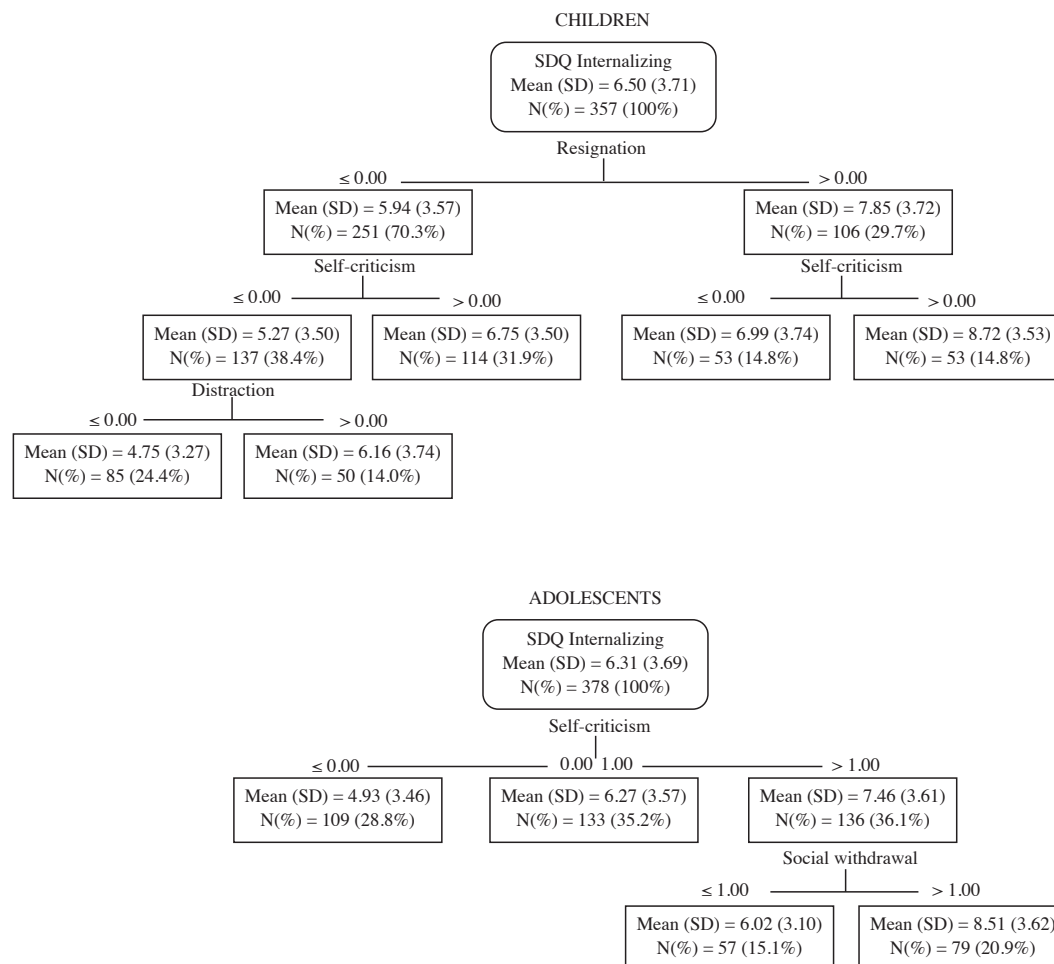 CHILDREN
SDQ Internalizing
Mean (SD) = 6.50 (3.71)
N(%) = 357 (100%)
Resignation
≤ 0.00
> 0.00
Mean (SD) = 5.94 (3.57)
N(%) = 251 (70.3%)
Mean (SD) = 7.85 (3.72)
N(%) = 106 (29.7%)
Self-criticism
Self-criticism
≤ 0.00
> 0.00
≤ 0.00
> 0.00
Mean (SD) = 5.27 (3.50)
N(%) = 137 (38.4%)
Mean (SD) = 6.75 (3.50)
N(%) = 114 (31.9%)
Mean (SD) = 6.99 (3.74)
N(%) = 53 (14.8%)
Mean (SD) = 8.72 (3.53)
N(%) = 53 (14.8%)
Distraction
≤ 0.00
> 0.00
Mean (SD) = 4.75 (3.27)
N(%) = 85 (24.4%)
Mean (SD) = 6.16 (3.74)
N(%) = 50 (14.0%)
ADOLESCENTS
SDQ Internalizing
Mean (SD) = 6.31 (3.69)
N(%) = 378 (100%)
Self-criticism
≤ 0.00
0.00 1.00
> 1.00
Mean (SD) = 4.93 (3.46)
N(%) = 109 (28.8%)
Mean (SD) = 6.27 (3.57)
N(%) = 133 (35.2%)
Mean (SD) = 7.46 (3.61)
N(%) = 136 (36.1%)
Social withdrawal
≤ 1.00
> 1.00
Mean (SD) = 6.02 (3.10)
N(%) = 57 (15.1%)
Mean (SD) = 8.51 (3.62)
N(%) = 79 (20.9%)